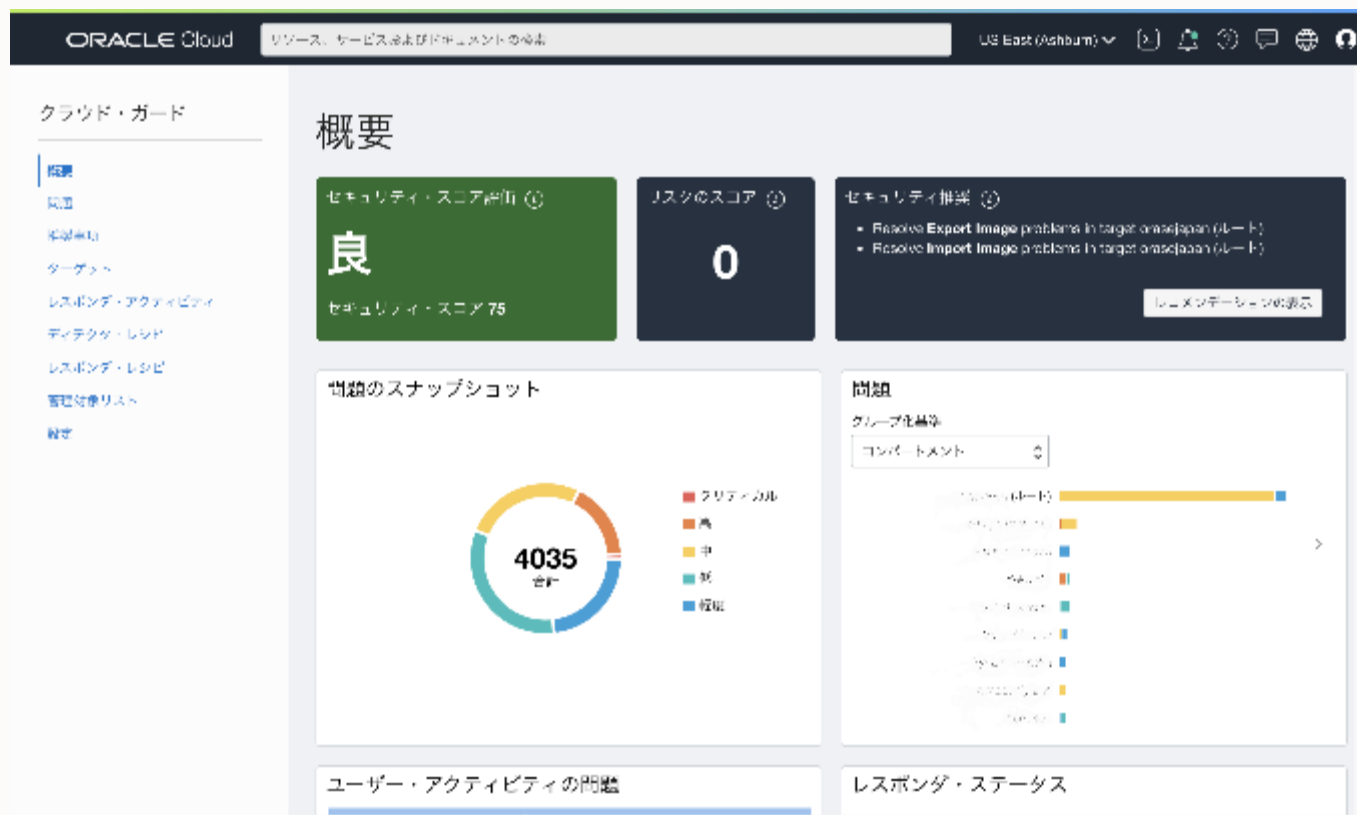 ORACLE Cloud
リソース、サービスおよびドキュメントの検索
US East (Ashburn)
クラウド・ガード
概要
問題
推奨事項
ターゲット
レスポンダ・アクティビティ
ディテクタ・レシピ
レスポンダ・レシピ
管理対象リスト
設定
概要
セキュリティ・スコア評価
良
セキュリティ・スコア 75
リスクのスコア
0
セキュリティ推奨
Resolve Export Image problems in target orasejapan (ルート)
Resolve Import Image problems in target orasejapan (ルート)
レコメンデーションの表示
問題のスナップショット
4035
合計
クリティカル
高
中
低
軽度
問題
グループ化基準
コンパートメント
(ルート)
ユーザー・アクティビティの問題
レスポンダ・ステータス